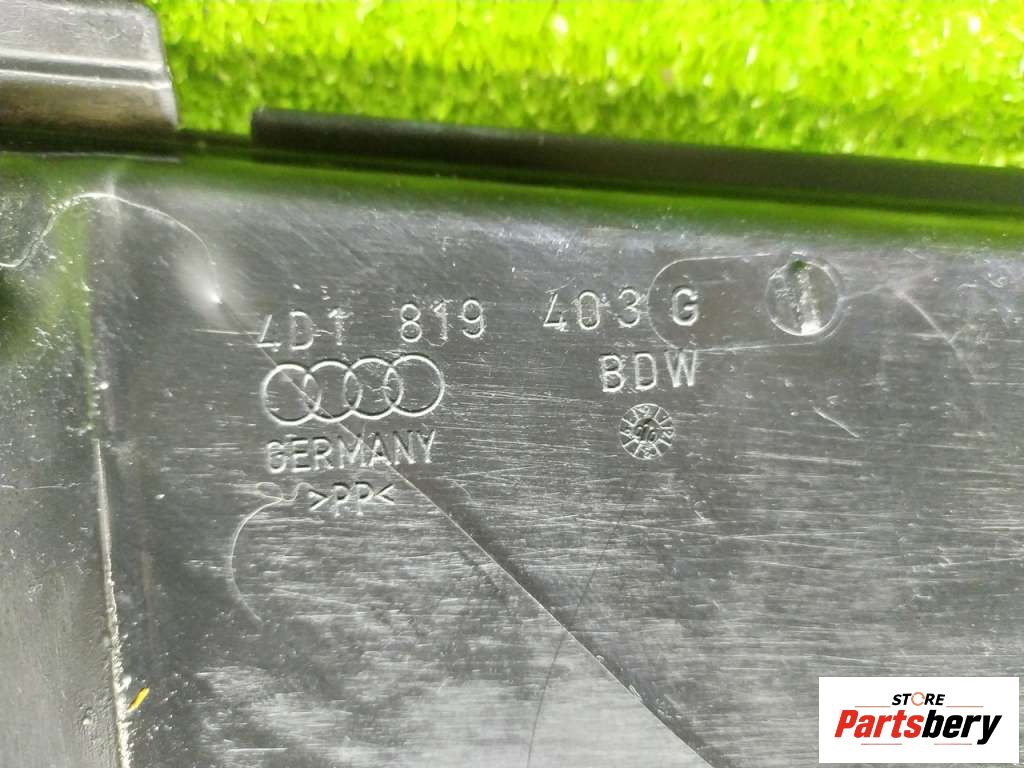 4D1 819 403 G
BDW
GERMANY
>PP<
STORE
Partsbery